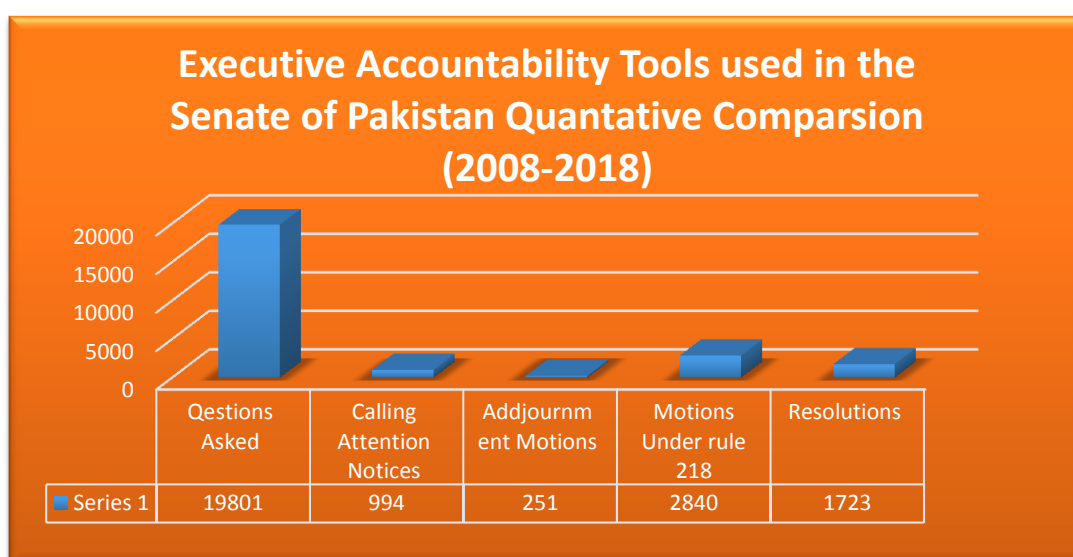 Executive Accountability Tools used in the
Senate of Pakistan Quantative Comparsion
(2008-2018)
20000
15000
10000
5000
0
Qestions
Asked
Calling
Attention
Notices
Addjournm
ent Motions
Motions
Under rule
218
Resolutions
Series 1 19801 994 251 2840 1723